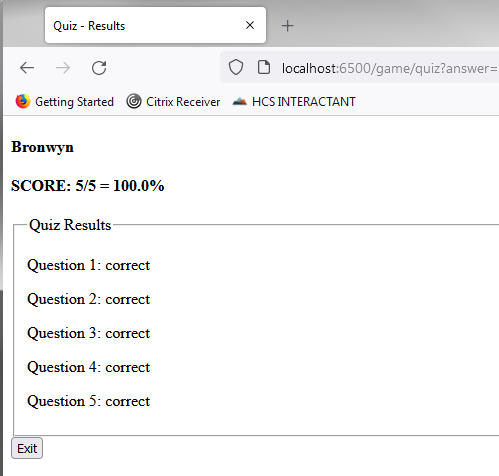 Quiz - Results
localhost:6500/game/quiz?answer=
Getting Started Citrix Receiver HCS INTERACTANT
Bronwyn
SCORE: 5/5 = 100.0%
Quiz Results
Question 1: correct
Question 2: correct
Question 3: correct
Question 4: correct
Question 5: correct
Exit